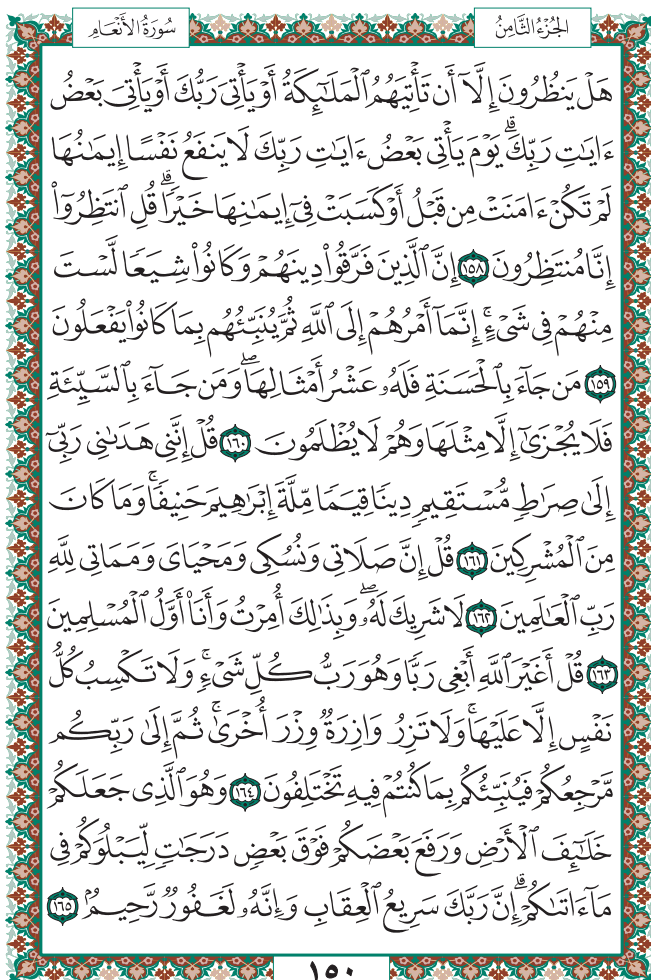 الجُزْءُ الثَّامِنُ
سُورَةُ الأَنْعَامِ
هَلْ يَنظُرُونَ إِلَّآ أَن تَأْتِيَهُمُ ٱلْمَلَـٰٓئِكَةُ أَوْ يَأْتِىَ رَبُّكَ أَوْ يَأْتِىَ بَعْضُ
ءَايَـٰتِ رَبِّكَ ۗ يَوْمَ يَأْتِى بَعْضُ ءَايَـٰتِ رَبِّكَ لَا يَنفَعُ نَفْسًا إِيمَـٰنُهَا
لَمْ تَكُنْ ءَامَنَتْ مِن قَبْلُ أَوْ كَسَبَتْ فِىٓ إِيمَـٰنِهَا خَيْرًا ۗ قُلِ ٱنتَظِرُوٓا۟
إِنَّا مُنتَظِرُونَ ١٥٨ إِنَّ ٱلَّذِينَ فَرَّقُوا۟ دِينَهُمْ وَكَانُوا۟ شِيَعًا لَّسْتَ
مِنْهُمْ فِى شَىْءٍ ۚ إِنَّمَآ أَمْرُهُمْ إِلَى ٱللَّهِ ثُمَّ يُنَبِّئُهُم بِمَا كَانُوا۟ يَفْعَلُونَ
١٥٩ مَن جَآءَ بِٱلْحَسَنَةِ فَلَهُۥ عَشْرُ أَمْثَالِهَا ۖ وَمَن جَآءَ بِٱلسَّيِّئَةِ
فَلَا يُجْزَىٰٓ إِلَّا مِثْلَهَا وَهُمْ لَا يُظْلَمُونَ ١٦٠ قُلْ إِنَّنِى هَدَىٰنِى رَبِّىٓ
إِلَىٰ صِرَٰطٍ مُّسْتَقِيمٍ دِينًا قِيَمًا مِّلَّةَ إِبْرَٰهِيمَ حَنِيفًا ۚ وَمَا كَانَ
مِنَ ٱلْمُشْرِكِينَ ١٦١ قُلْ إِنَّ صَلَاتِى وَنُسُكِى وَمَحْيَاىَ وَمَمَاتِى لِلَّهِ
رَبِّ ٱلْعَـٰلَمِينَ ١٦٢ لَا شَرِيكَ لَهُۥ ۖ وَبِذَٰلِكَ أُمِرْتُ وَأَنَا۠ أَوَّلُ ٱلْمُسْلِمِينَ
١٦٣ قُلْ أَغَيْرَ ٱللَّهِ أَبْغِى رَبًّا وَهُوَ رَبُّ كُلِّ شَىْءٍ ۚ وَلَا تَكْسِبُ كُلُّ
نَفْسٍ إِلَّا عَلَيْهَا ۚ وَلَا تَزِرُ وَازِرَةٌ وِزْرَ أُخْرَىٰ ۚ ثُمَّ إِلَىٰ رَبِّكُم
مَّرْجِعُكُمْ فَيُنَبِّئُكُم بِمَا كُنتُمْ فِيهِ تَخْتَلِفُونَ ١٦٤ وَهُوَ ٱلَّذِى جَعَلَكُمْ
خَلَـٰٓئِفَ ٱلْأَرْضِ وَرَفَعَ بَعْضَكُمْ فَوْقَ بَعْضٍ دَرَجَـٰتٍ لِّيَبْلُوَكُمْ فِى
مَآ ءَاتَىٰكُمْ ۗ إِنَّ رَبَّكَ سَرِيعُ ٱلْعِقَابِ وَإِنَّهُۥ لَغَفُورٌ رَّحِيمٌۢ ١٦٥
١٥٠